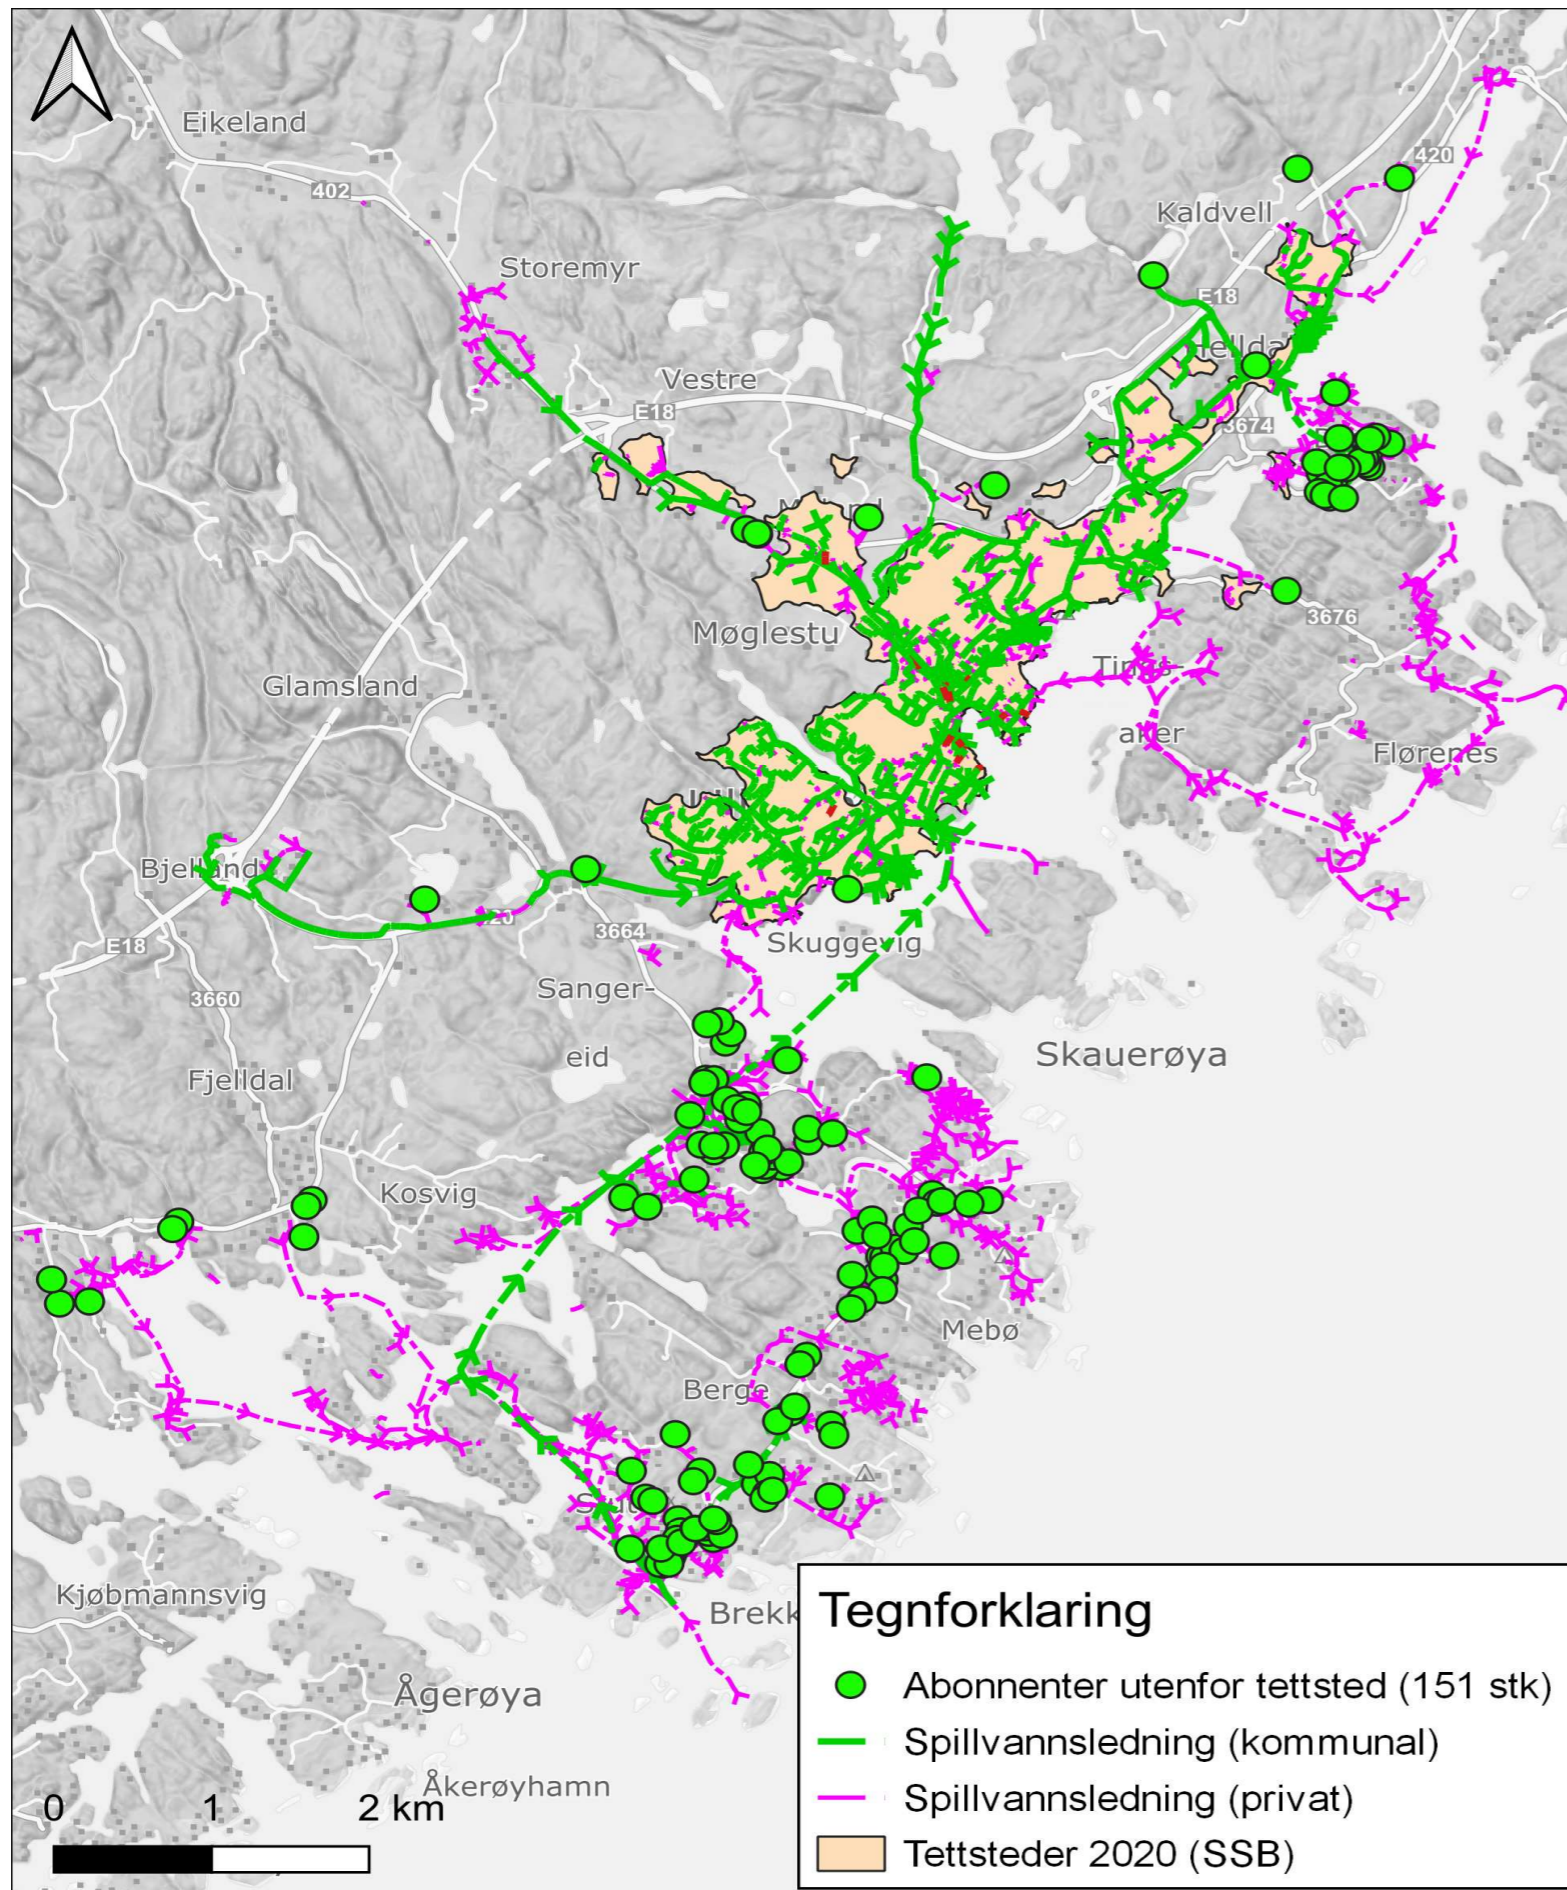 Eikeland
402
420
Kaldvell
Storemyr
E18
Vestre
E18
3674
Møglestu
3676
Glamsland
aker
Flørenes
Bjelland
E18
3664
Skuggevig
3660
Sanger-
eid
Skauerøya
Fjelldal
Kosvig
Mebø
Berge
Kjøbmannsvig
Brekk
Ågerøya
Åkerøyhamn
0 1 2 km
Tegnforklaring
Abonnenter utenfor tettsted (151 stk)
Spillvannsledning (kommunal)
Spillvannsledning (privat)
Tettsteder 2020 (SSB)